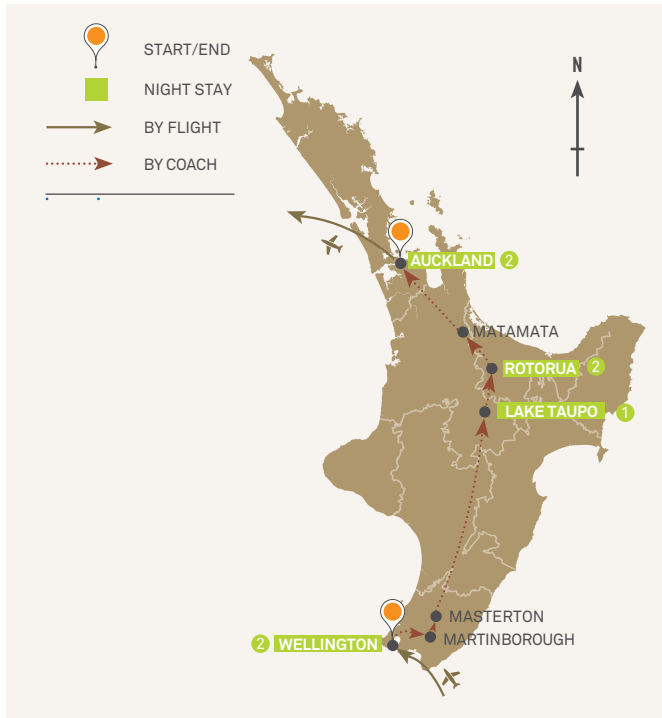 START/END
NIGHT STAY
BY FLIGHT
BY COACH
N
AUCKLAND 2
MATAMATA
ROTORUA 2
LAKE TAUPO 1
MASTERTON
MARTINBOROUGH
2 WELLINGTON